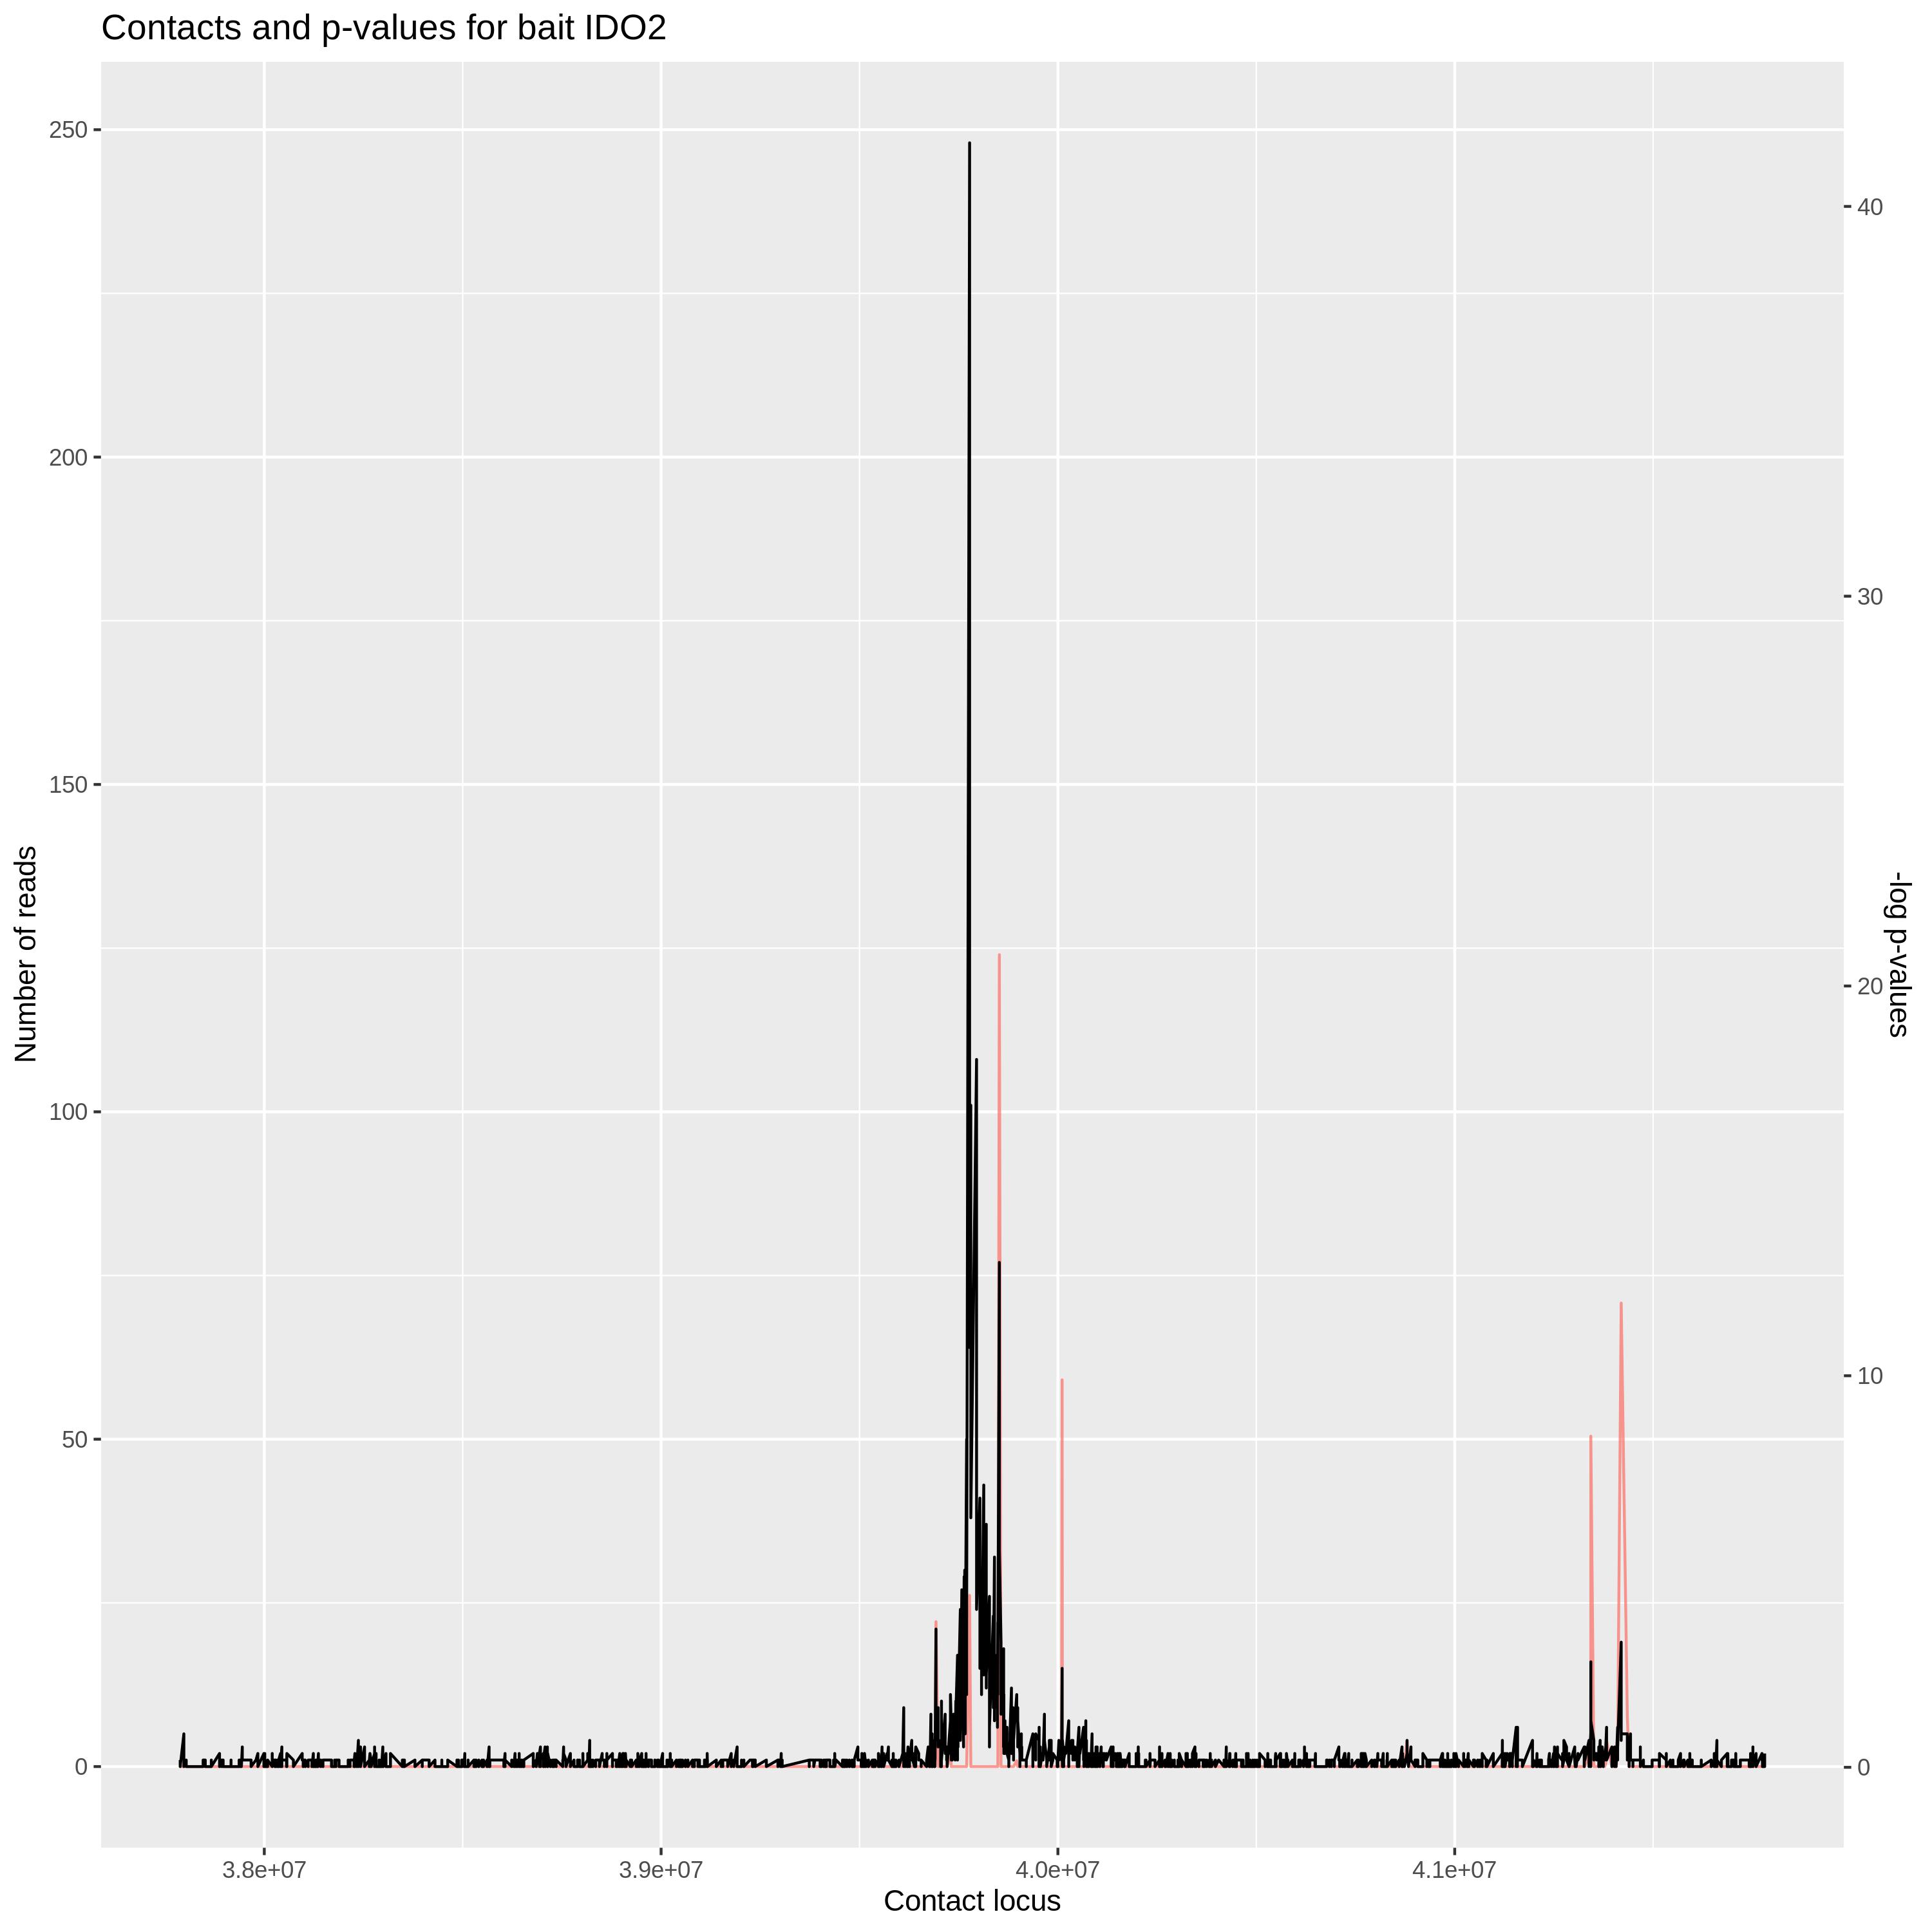 Contacts and p-values for bait IDO2
250
200
150
100
50
0
Number of reads
40
30
20
10
0
-log p-values
3.8e+07 3.9e+07 4.0e+07 4.1e+07
Contact locus